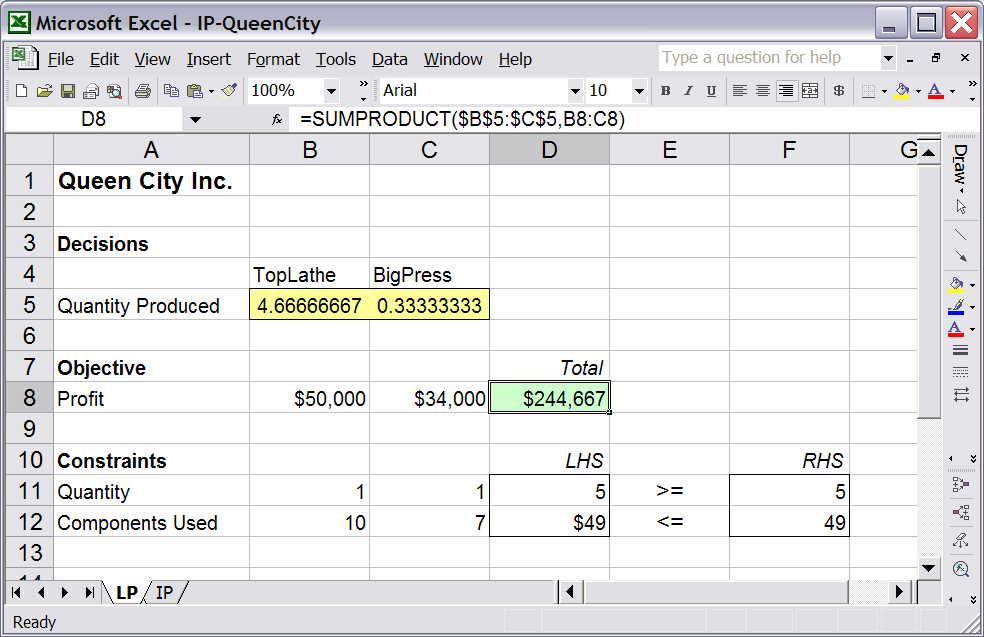 Microsoft Excel - IP-QueenCity
File Edit View Insert Format Tools Data Window Help Type a question for help
100% » Arial 10 B I U $ A »
D8 fx =SUMPRODUCT($B$5:$C$5,B8:C8)
A B C D E F G
1 Queen City Inc.
2
3 Decisions
4 TopLathe BigPress
5 Quantity Produced 4.66666667 0.33333333
6
7 Objective Total
8 Profit $50,000 $34,000 $244,667
9
10 Constraints LHS RHS
11 Quantity 1 1 5 >= 5
12 Components Used 10 7 $49 <= 49
13
14
LP IP
Ready
Draw
A